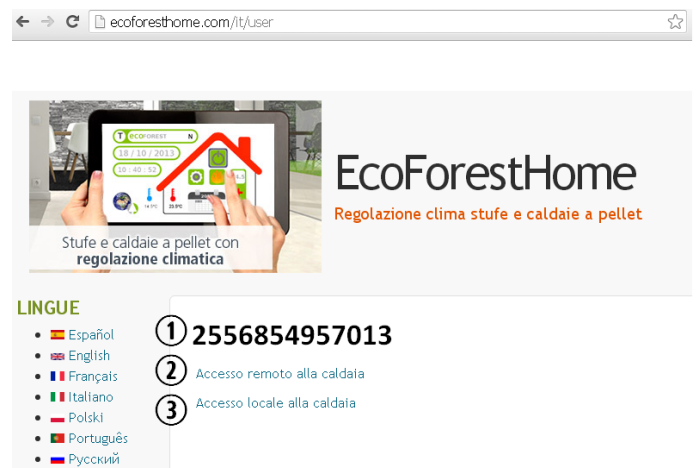 ecoforesthome.com/it/user
T ecoFOREST N
18 / 10 / 2013
10 : 40 : 52
Stufe e caldaie a pellet con
regolazione climatica
EcoForestHome
Regolazione clima stufe e caldaie a pellet
LINGUE
Español
English
Français
Italiano
Polski
Português
Русский
1 2556854957013
2 Accesso remoto alla caldaia
3 Accesso locale alla caldaia